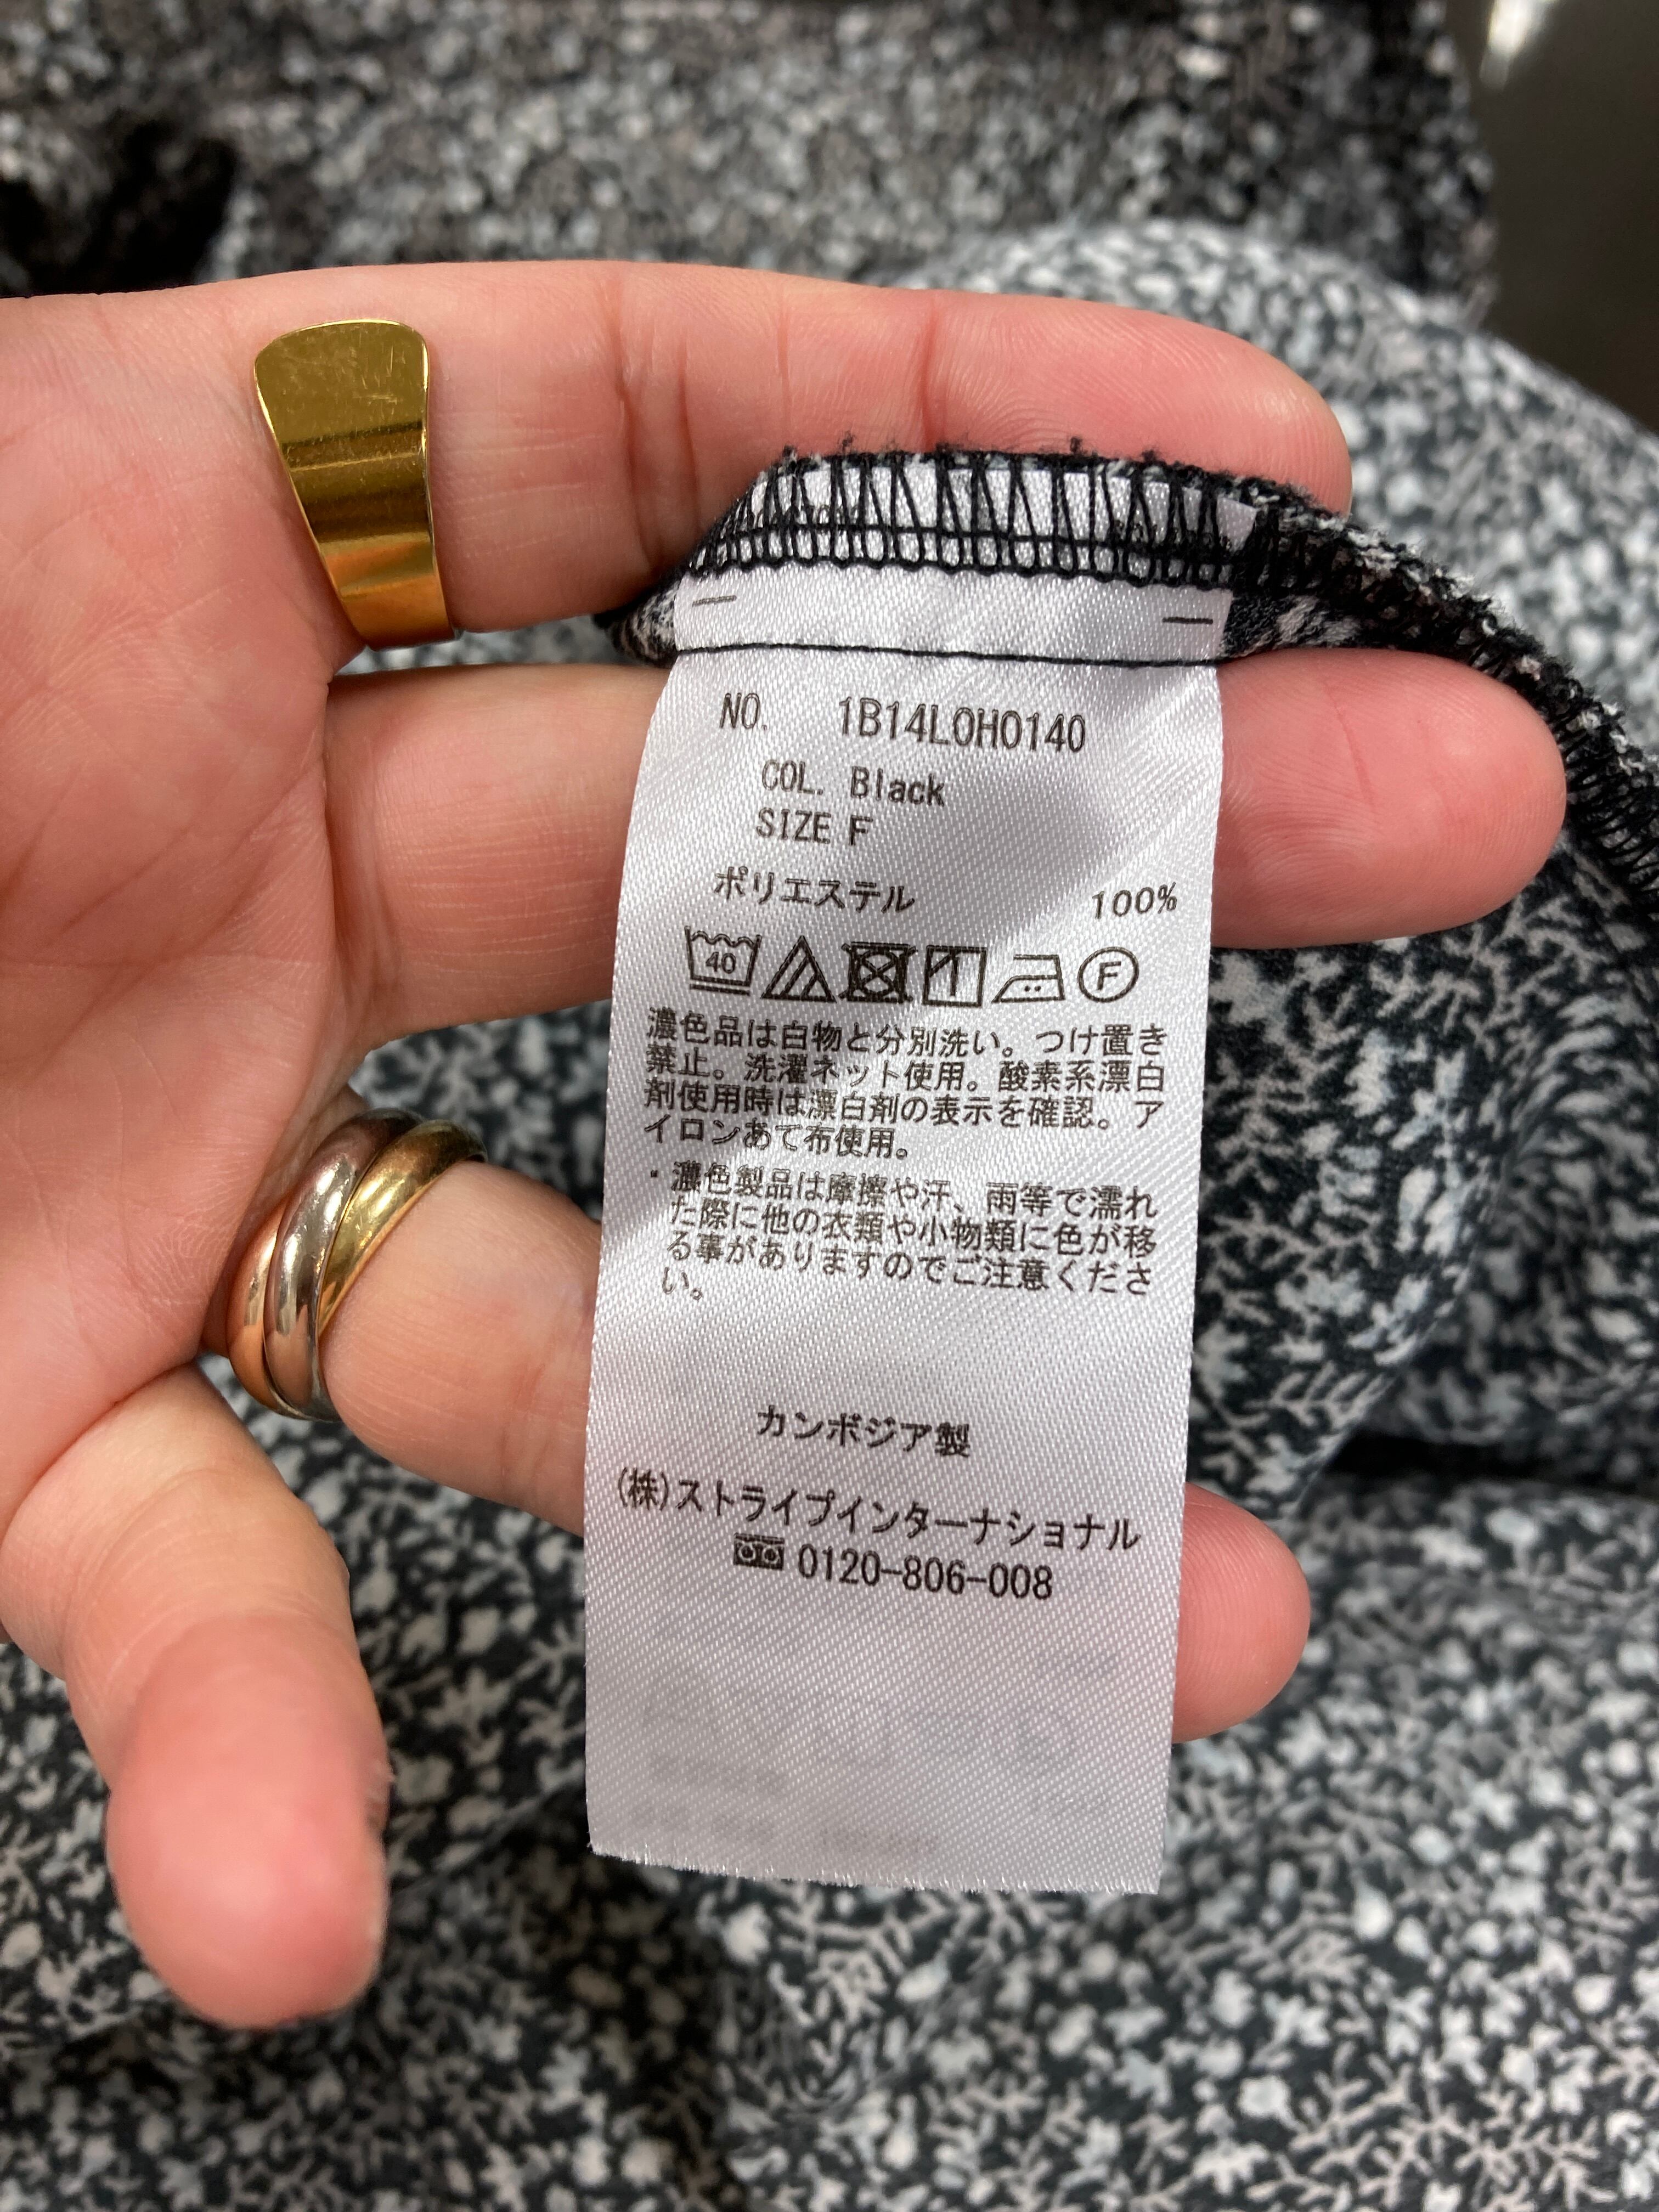 NO. 1B14L0H0140
COL. Black
SIZE F
ポリエステル 100%
40 F
濃色品は白物と分別洗い。つけ置き
禁止。洗濯ネット使用。酸素系漂白
剤使用時は漂白剤の表示を確認。ア
イロンあて布使用。
・濃色製品は摩擦や汗、雨等で濡れ
た際に他の衣類や小物類に色が移
る事がありますのでご注意くださ
い。
カンボジア製
(株)ストライプインターナショナル
0120-806-008